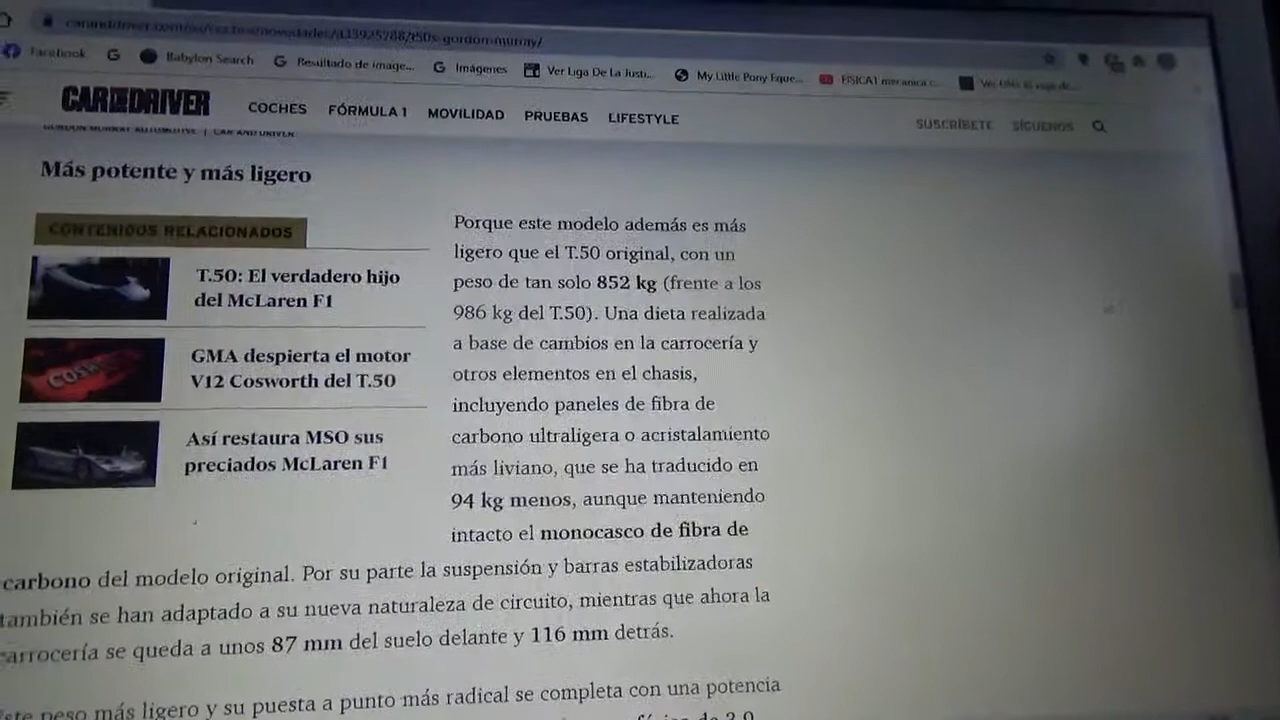 Facebook
Babylon Search
Resultado de image...
Imágenes
Ver Liga De La Justi...
My Little Pony Eque...
CAR AND DRIVER
COCHES FÓRMULA 1 MOVILIDAD PRUEBAS LIFESTYLE
SUSCRÍBETE SÍGUENOS
GORDON MURRAY AUTOMOTIVE | CAR AND DRIVER
Más potente y más ligero
CONTENIDOS RELACIONADOS
T.50: El verdadero hijo
del McLaren F1
GMA despierta el motor
V12 Cosworth del T.50
Así restaura MSO sus
preciados McLaren F1
Porque este modelo además es más
ligero que el T.50 original, con un
peso de tan solo 852 kg (frente a los
986 kg del T.50). Una dieta realizada
a base de cambios en la carrocería y
otros elementos en el chasis,
incluyendo paneles de fibra de
carbono ultraligera o acristalamiento
más liviano, que se ha traducido en
94 kg menos, aunque manteniendo
intacto el monocasco de fibra de
carbono del modelo original. Por su parte la suspensión y barras estabilizadoras
también se han adaptado a su nueva naturaleza de circuito, mientras que ahora la
carrocería se queda a unos 87 mm del suelo delante y 116 mm detrás.
este peso más ligero y su puesta a punto más radical se completa con una potencia